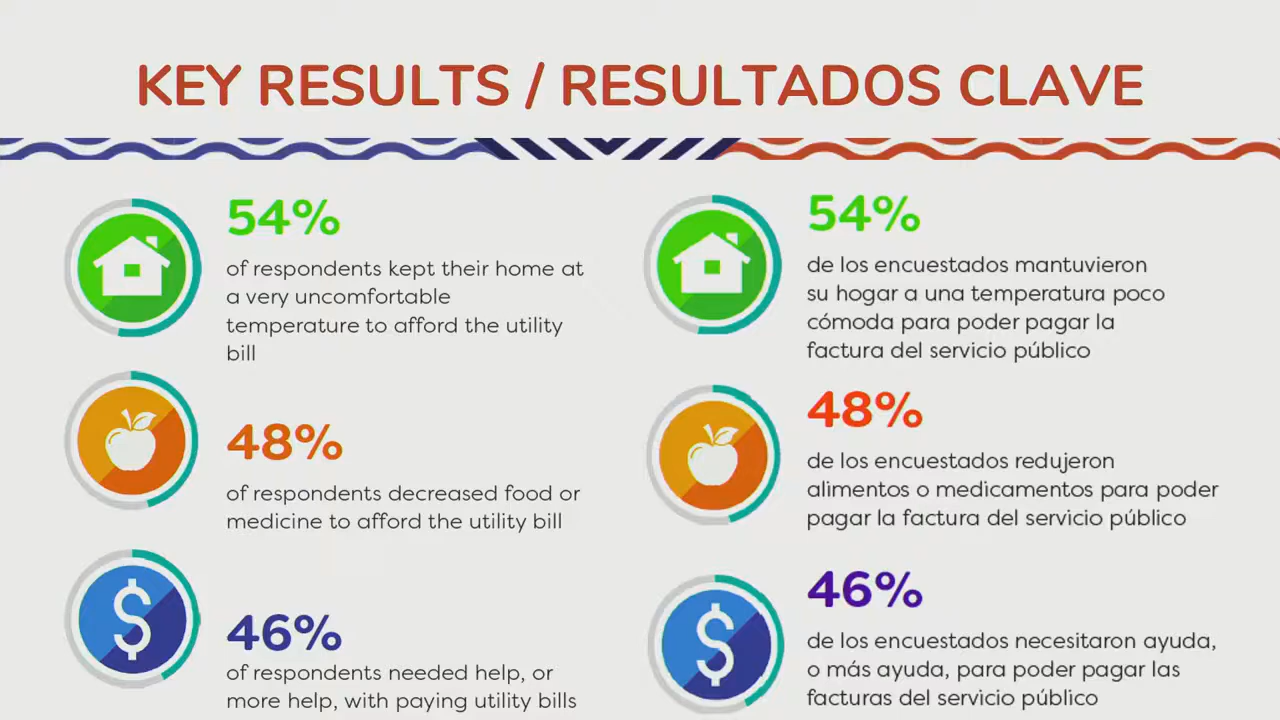 KEY RESULTS / RESULTADOS CLAVE
54%
of respondents kept their home at
a very uncomfortable
temperature to afford the utility
bill
48%
of respondents decreased food or
medicine to afford the utility bill
46%
of respondents needed help, or
more help, with paying utility bills
54%
de los encuestados mantuvieron
su hogar a una temperatura poco
cómoda para poder pagar la
factura del servicio público
48%
de los encuestados redujeron
alimentos o medicamentos para poder
pagar la factura del servicio público
46%
de los encuestados necesitaron ayuda,
o más ayuda, para poder pagar las
facturas del servicio público